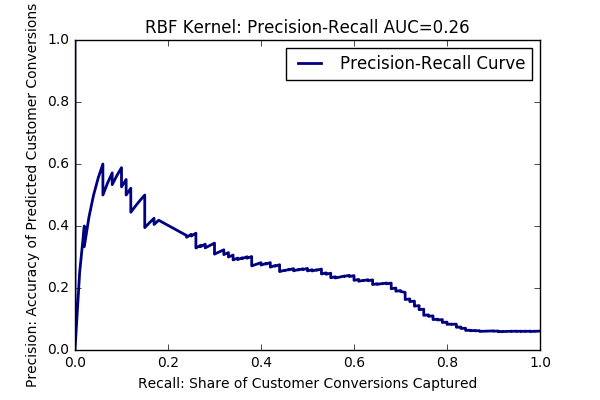 RBF Kernel: Precision-Recall AUC=0.26
Precision: Accuracy of Predicted Customer Conversions
1.0
0.8
0.6
0.4
0.2
0.0
Precision-Recall Curve
0.0 0.2 0.4 0.6 0.8 1.0
Recall: Share of Customer Conversions Captured